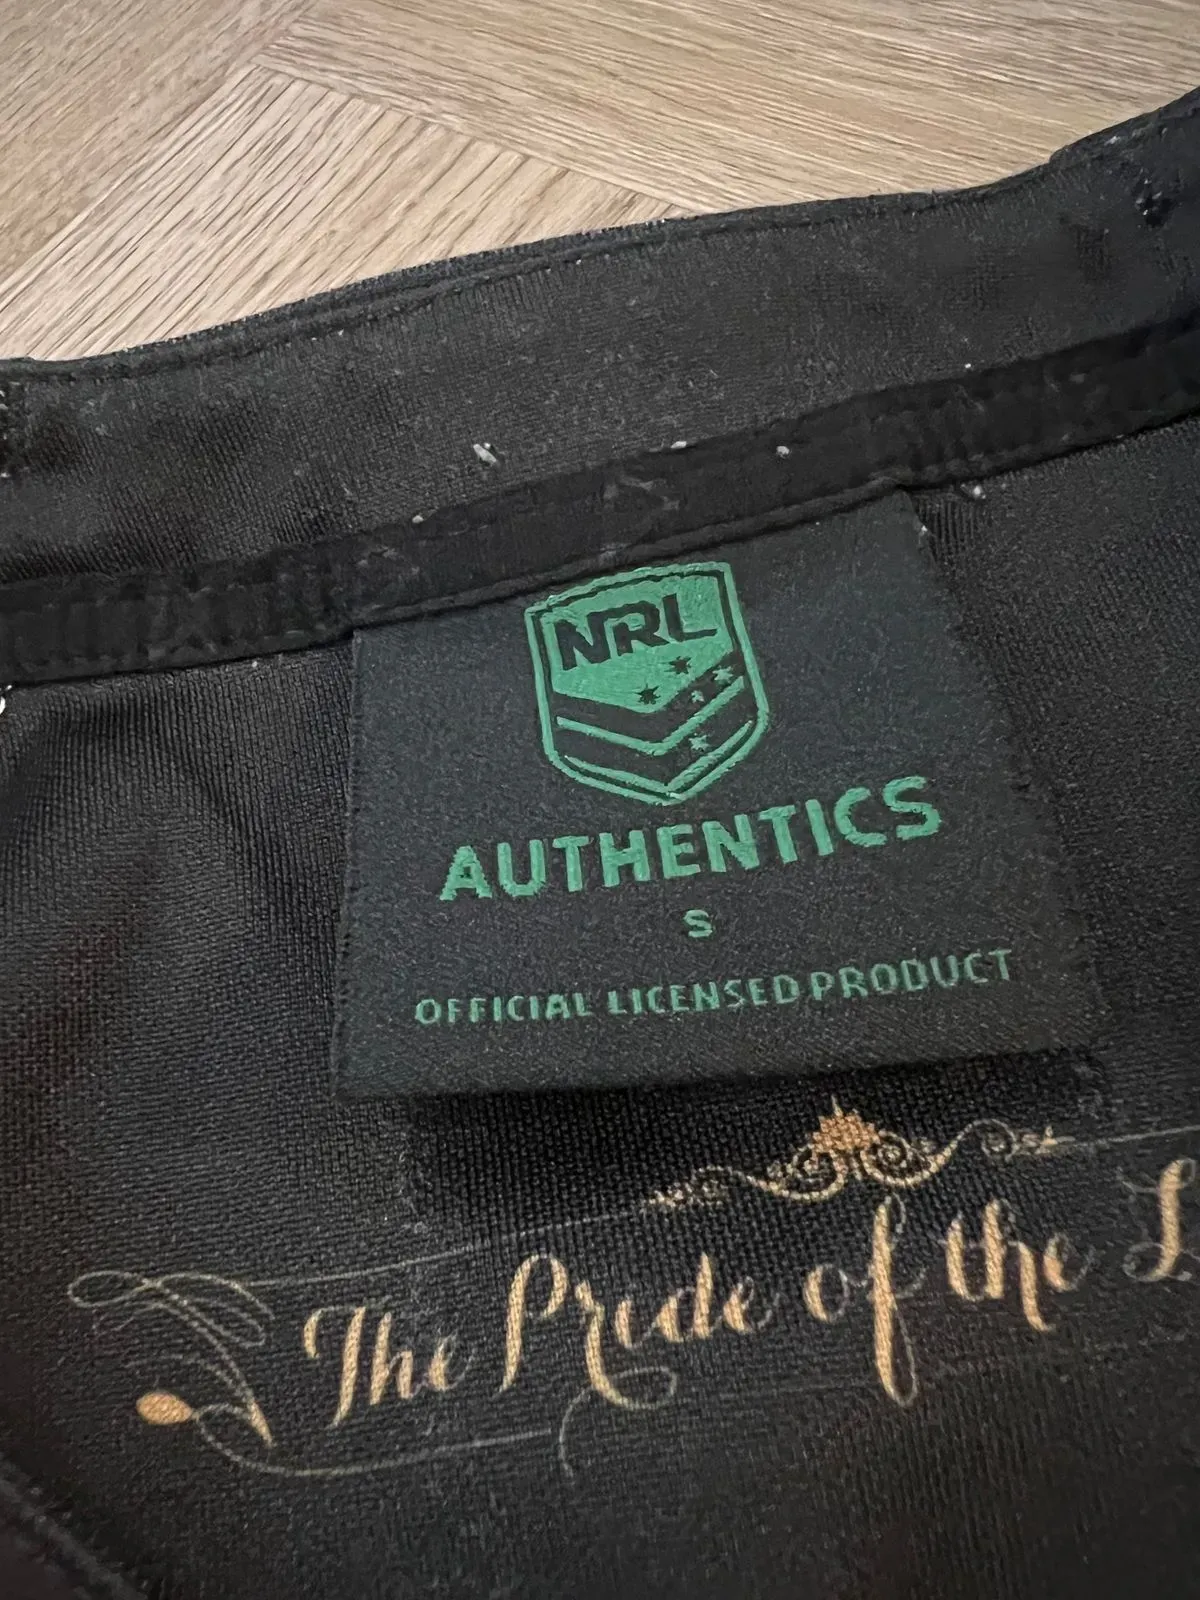 NRL
AUTHENTICS
S
OFFICIAL LICENSED PRODUCT
The Pride of the L